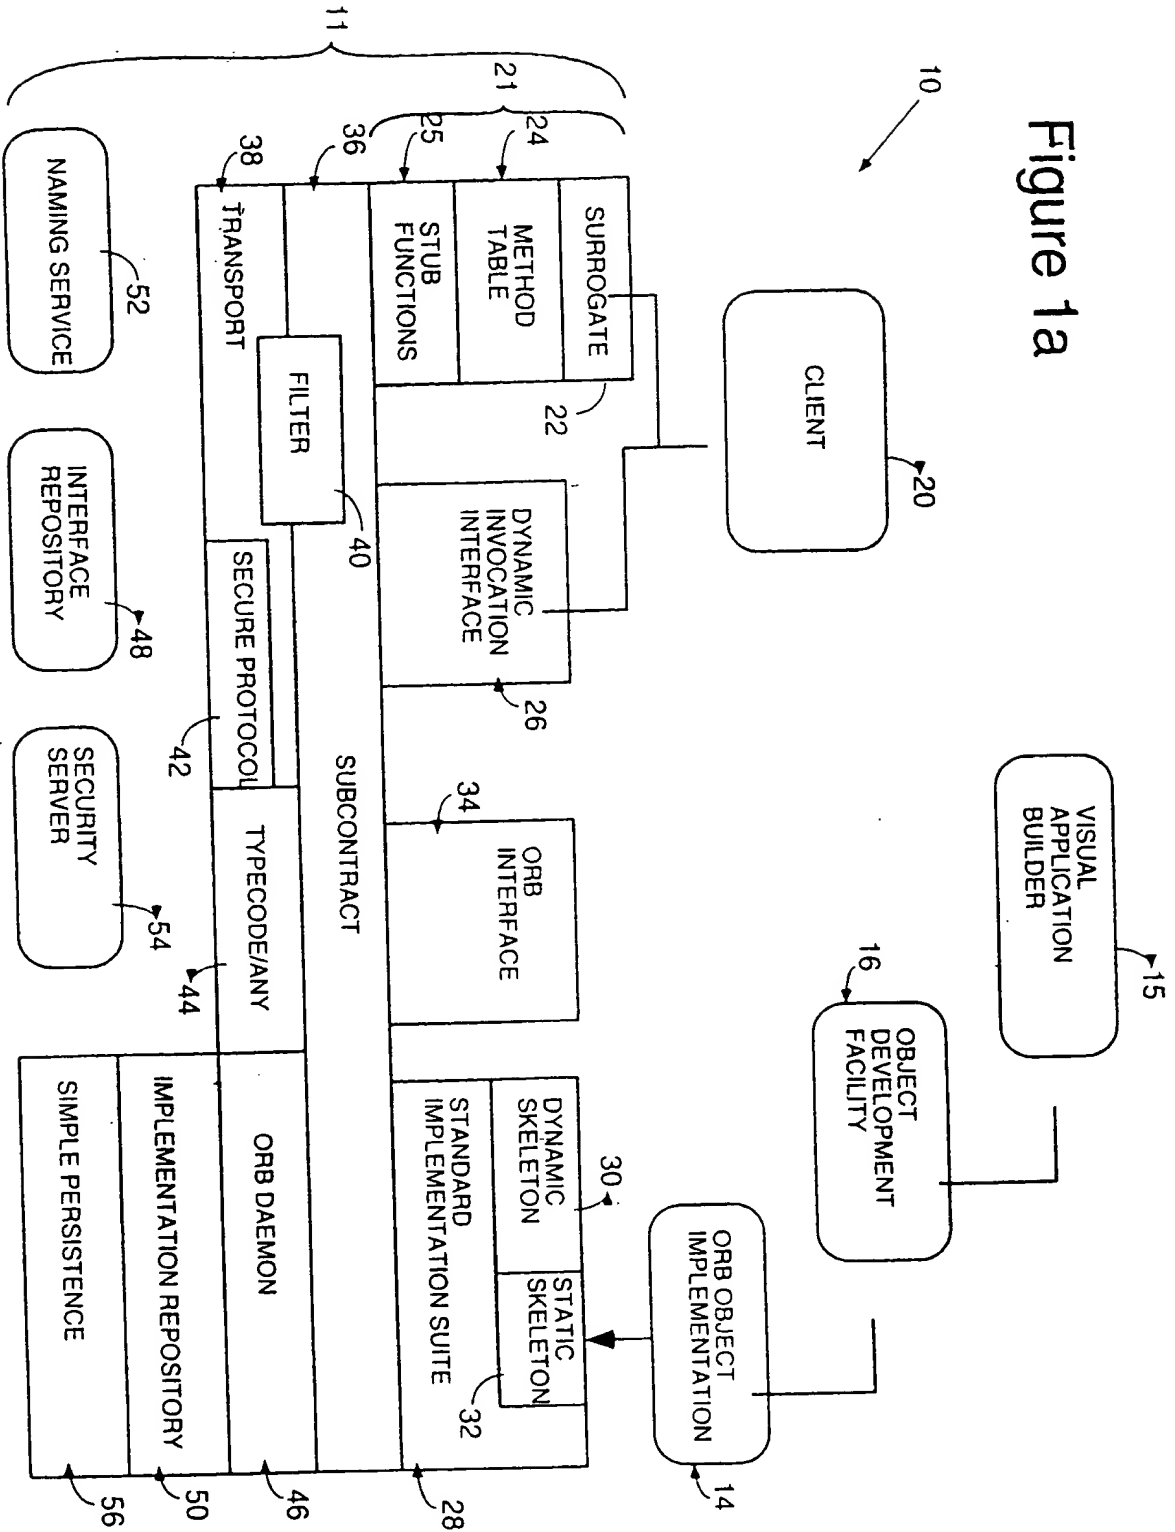 Figure 1a
10
11
21
CLIENT
20
VISUAL
APPLICATION
BUILDER
15
OBJECT
DEVELOPMENT
FACILITY
16
ORB OBJECT
IMPLEMENTATION
14
SURROGATE
22
METHOD
TABLE
24
STUB
FUNCTIONS
25
DYNAMIC
INVOCATION
INTERFACE
26
ORB
INTERFACE
34
DYNAMIC
SKELETON
30
STATIC
SKELETON
32
STANDARD
IMPLEMENTATION SUITE
28
36
SUBCONTRACT
FILTER
40
38
TRANSPORT
SECURE PROTOCOL
42
TYPECODE/ANY
44
ORB DAEMON
46
IMPLEMENTATION REPOSITORY
50
SIMPLE PERSISTENCE
56
NAMING SERVICE
52
INTERFACE
REPOSITORY
48
SECURITY
SERVER
54